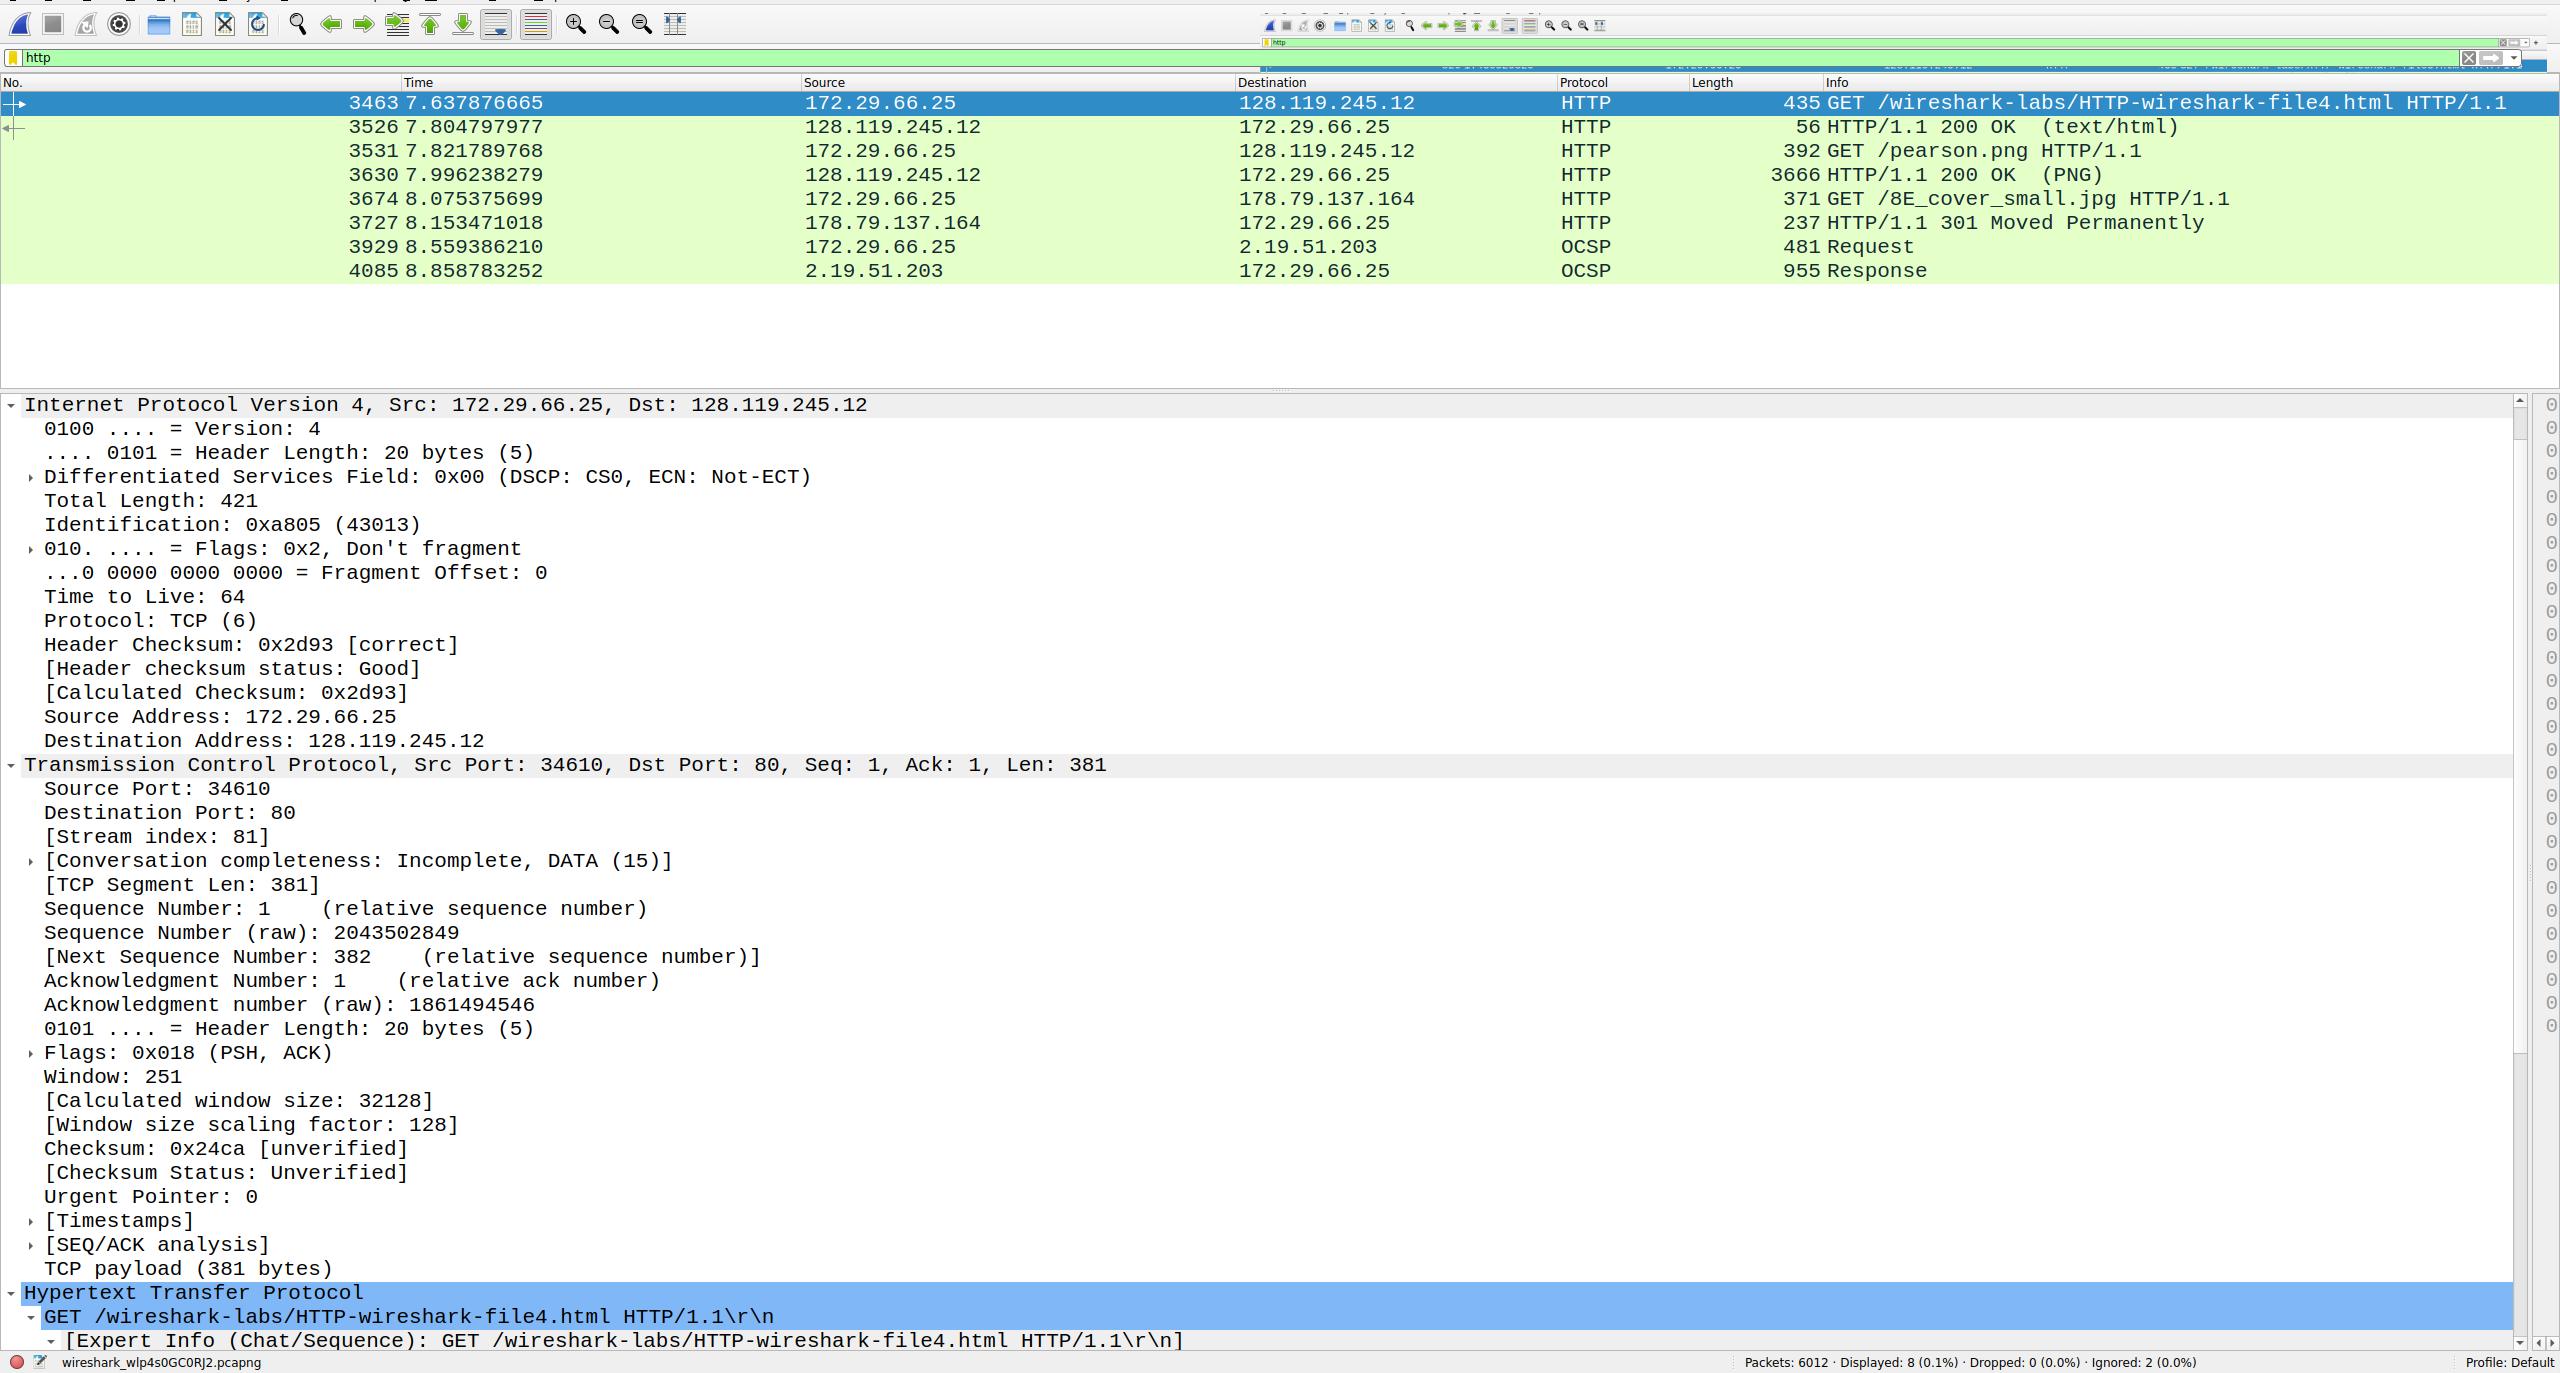 http
http
No. Time Source Destination Protocol Length Info
3463 7.637876665 172.29.66.25 128.119.245.12 HTTP 435 GET /wireshark-labs/HTTP-wireshark-file4.html HTTP/1.1
3526 7.804797977 128.119.245.12 172.29.66.25 HTTP 56 HTTP/1.1 200 OK  (text/html)
3531 7.821789768 172.29.66.25 128.119.245.12 HTTP 392 GET /pearson.png HTTP/1.1
3630 7.996238279 128.119.245.12 172.29.66.25 HTTP 3666 HTTP/1.1 200 OK  (PNG)
3674 8.075375699 172.29.66.25 178.79.137.164 HTTP 371 GET /8E_cover_small.jpg HTTP/1.1
3727 8.153471018 178.79.137.164 172.29.66.25 HTTP 237 HTTP/1.1 301 Moved Permanently
3929 8.559386210 172.29.66.25 2.19.51.203 OCSP 481 Request
4085 8.858783252 2.19.51.203 172.29.66.25 OCSP 955 Response
Internet Protocol Version 4, Src: 172.29.66.25, Dst: 128.119.245.12
0100 .... = Version: 4
.... 0101 = Header Length: 20 bytes (5)
Differentiated Services Field: 0x00 (DSCP: CS0, ECN: Not-ECT)
Total Length: 421
Identification: 0xa805 (43013)
010. .... = Flags: 0x2, Don't fragment
...0 0000 0000 0000 = Fragment Offset: 0
Time to Live: 64
Protocol: TCP (6)
Header Checksum: 0x2d93 [correct]
[Header checksum status: Good]
[Calculated Checksum: 0x2d93]
Source Address: 172.29.66.25
Destination Address: 128.119.245.12
Transmission Control Protocol, Src Port: 34610, Dst Port: 80, Seq: 1, Ack: 1, Len: 381
Source Port: 34610
Destination Port: 80
[Stream index: 81]
[Conversation completeness: Incomplete, DATA (15)]
[TCP Segment Len: 381]
Sequence Number: 1    (relative sequence number)
Sequence Number (raw): 2043502849
[Next Sequence Number: 382    (relative sequence number)]
Acknowledgment Number: 1    (relative ack number)
Acknowledgment number (raw): 1861494546
0101 .... = Header Length: 20 bytes (5)
Flags: 0x018 (PSH, ACK)
Window: 251
[Calculated window size: 32128]
[Window size scaling factor: 128]
Checksum: 0x24ca [unverified]
[Checksum Status: Unverified]
Urgent Pointer: 0
[Timestamps]
[SEQ/ACK analysis]
TCP payload (381 bytes)
Hypertext Transfer Protocol
GET /wireshark-labs/HTTP-wireshark-file4.html HTTP/1.1\r\n
[Expert Info (Chat/Sequence): GET /wireshark-labs/HTTP-wireshark-file4.html HTTP/1.1\r\n]
wireshark_wlp4s0GC0RJ2.pcapng Packets: 6012 · Displayed: 8 (0.1%) · Dropped: 0 (0.0%) · Ignored: 2 (0.0%) Profile: Default